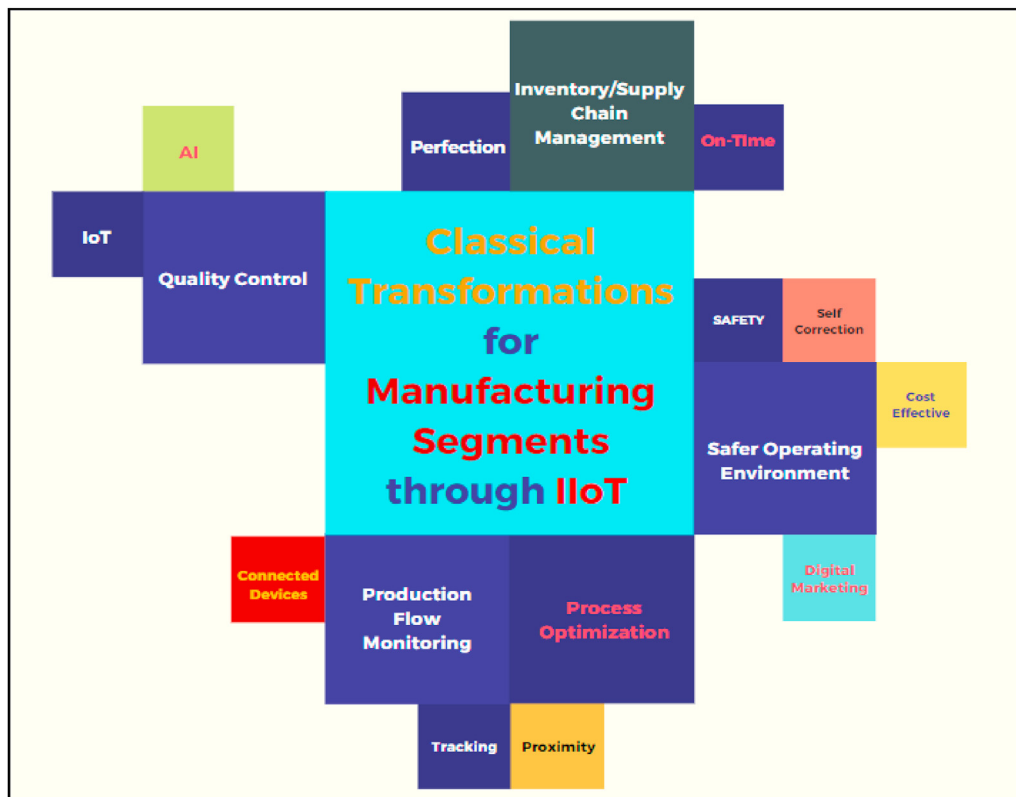 Inventory/Supply
Chain
Management
Perfection
On-Time
AI
IoT
Quality Control
Classical
Transformations
for
Manufacturing
Segments
through IIoT
SAFETY
Self
Correction
Cost
Effective
Safer Operating
Environment
Connected
Devices
Production
Flow
Monitoring
Process
Optimization
Digital
Marketing
Tracking
Proximity